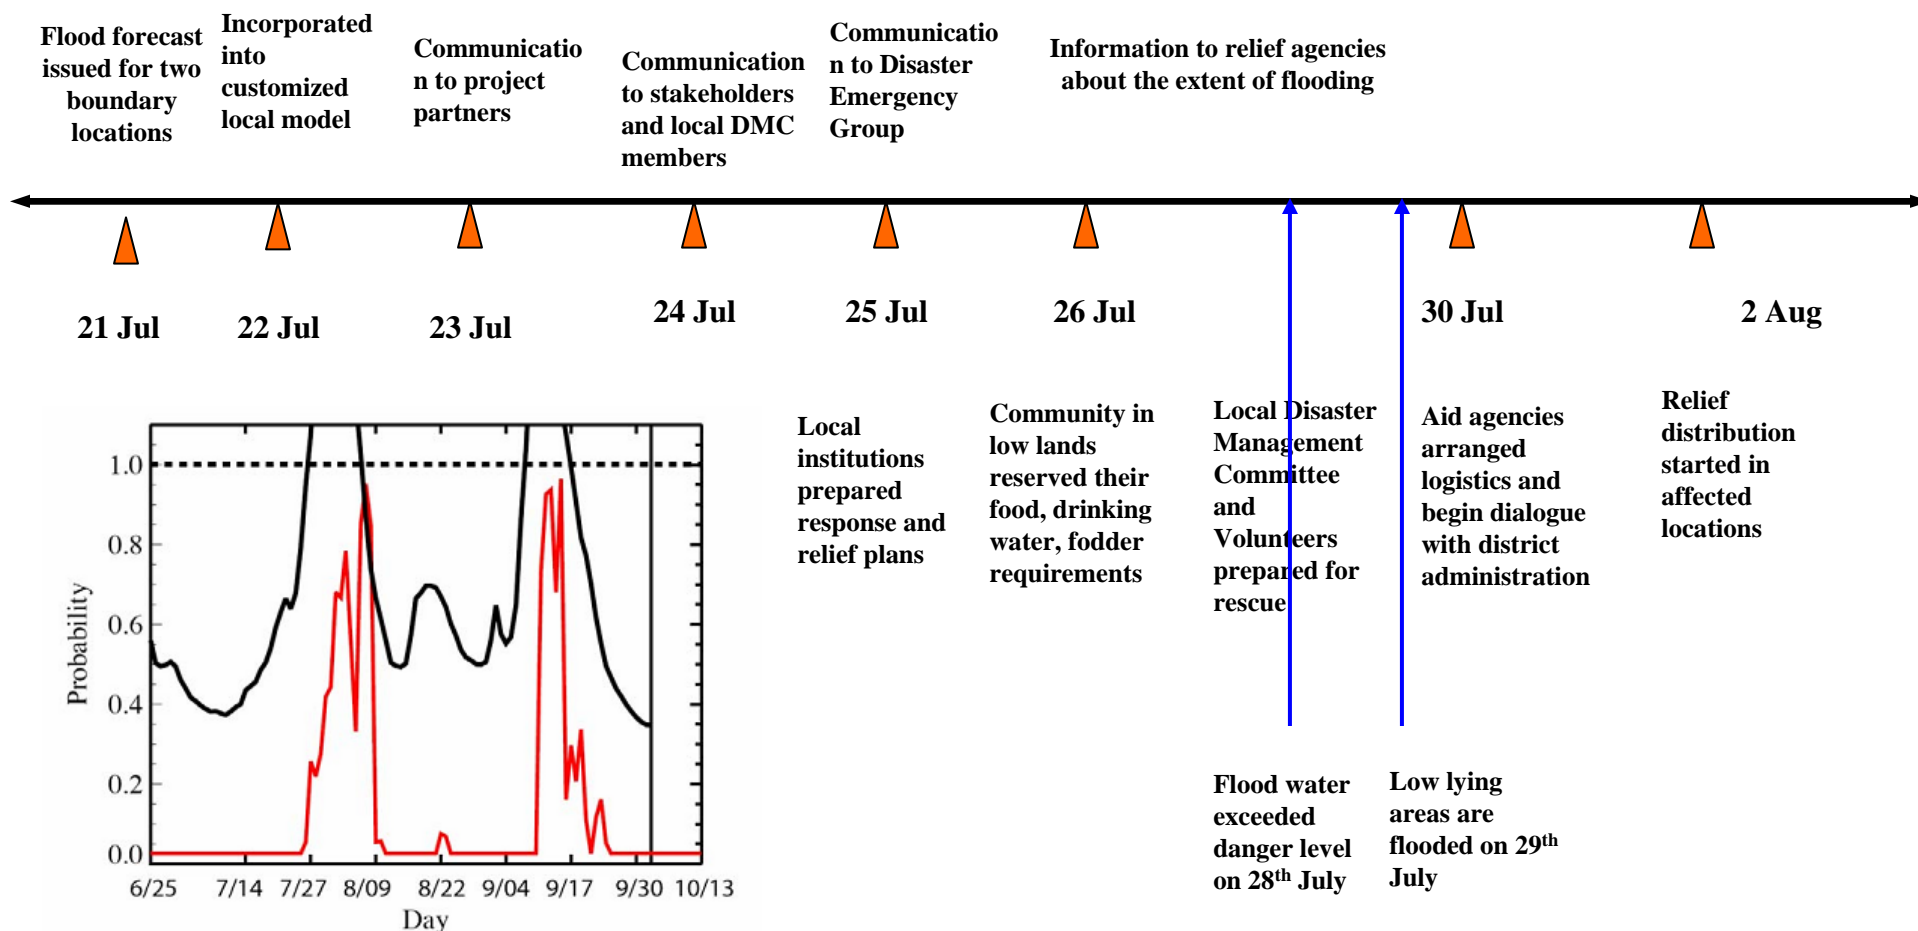 Flood forecast
issued for two
boundary
locations
Incorporated
into
customized
local model
Communicatio
n to project
partners
Communication
to stakeholders
and local DMC
members
Communicatio
n to Disaster
Emergency
Group
Information to relief agencies
about the extent of flooding
21 Jul
22 Jul
23 Jul
24 Jul
25 Jul
26 Jul
30 Jul
2 Aug
Local
institutions
prepared
response and
relief plans
Community in
low lands
reserved their
food, drinking
water, fodder
requirements
Local Disaster
Management
Committee
and
Volunteers
prepared for
rescue
Aid agencies
arranged
logistics and
begin dialogue
with district
administration
Relief
distribution
started in
affected
locations
Flood water
exceeded
danger level
on 28th July
Low lying
areas are
flooded on 29th
July
Probability
1.0
0.8
0.6
0.4
0.2
0.0
6/25 7/14 7/27 8/09 8/22 9/04 9/17 9/30 10/13
Day